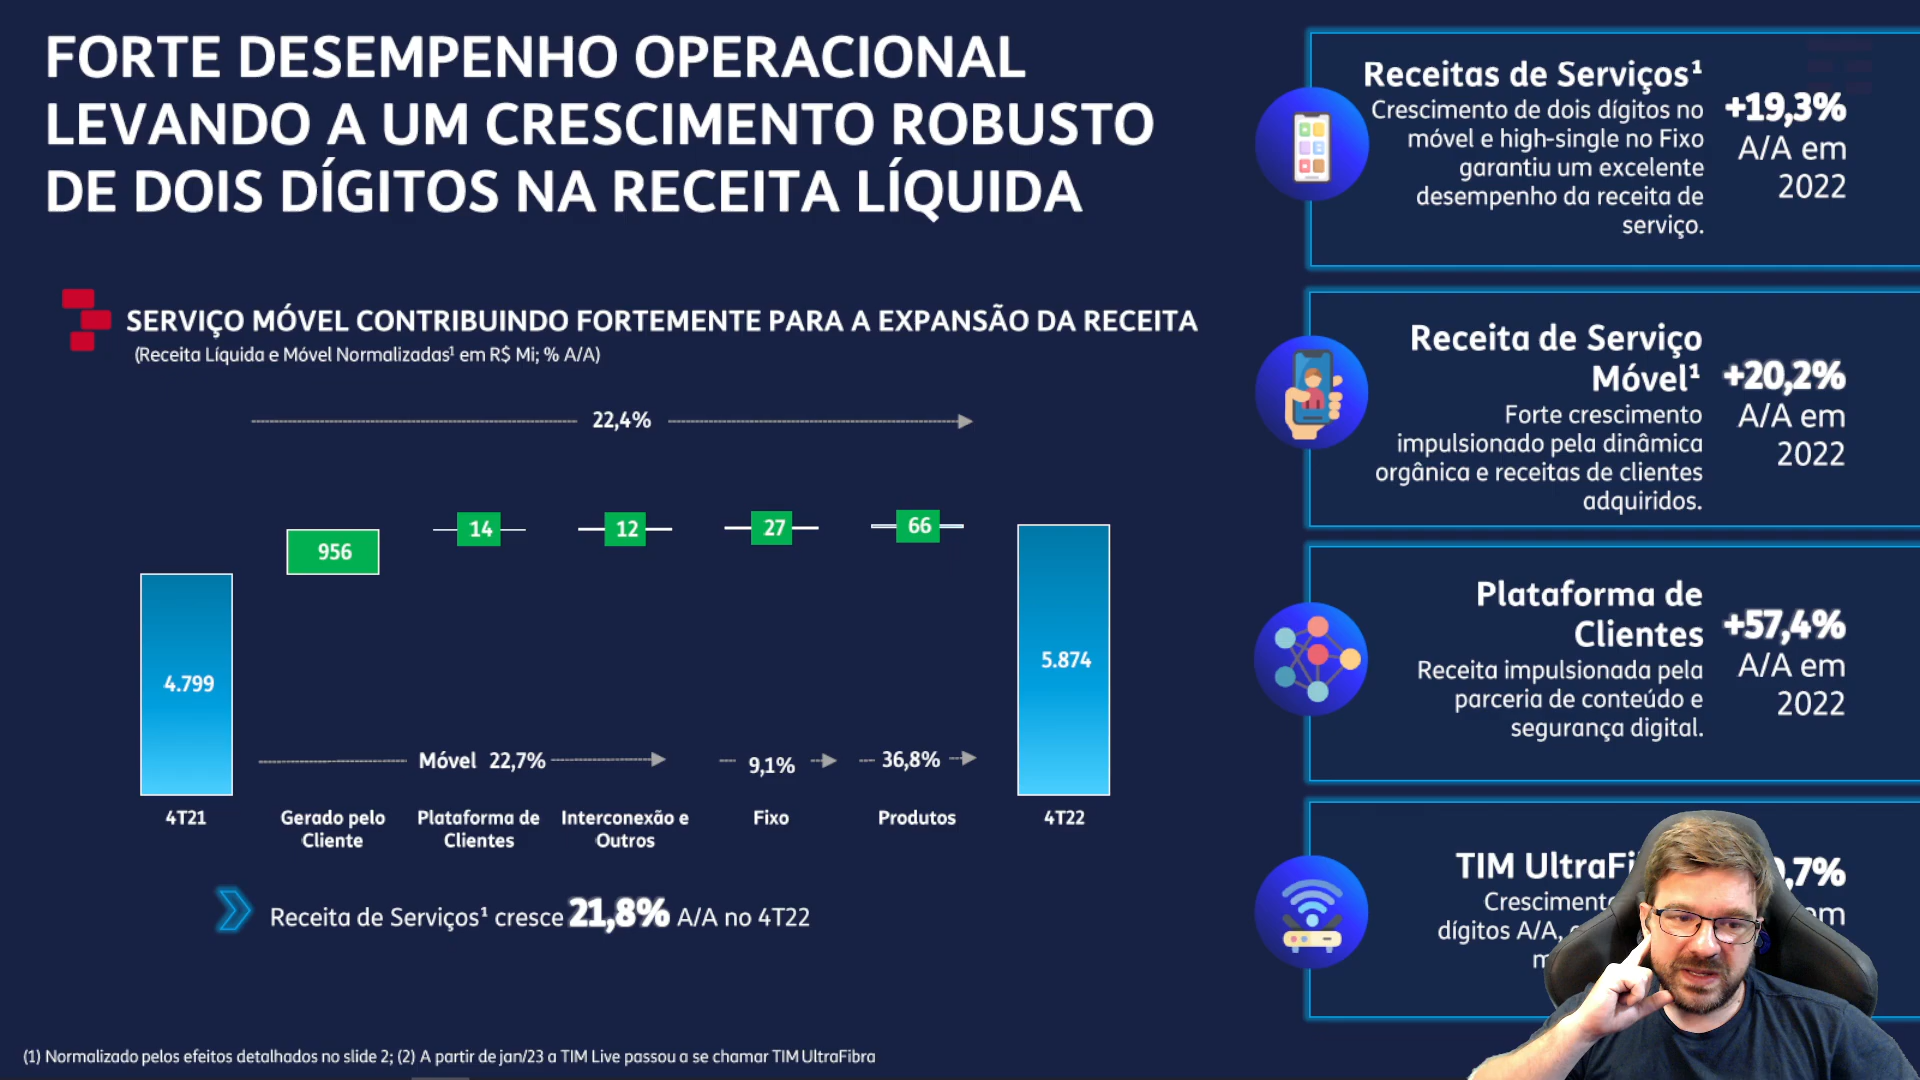 FORTE DESEMPENHO OPERACIONAL
LEVANDO A UM CRESCIMENTO ROBUSTO
DE DOIS DÍGITOS NA RECEITA LÍQUIDA
SERVIÇO MÓVEL CONTRIBUINDO FORTEMENTE PARA A EXPANSÃO DA RECEITA
(Receita Líquida e Móvel Normalizadas¹ em R$ Mi; % A/A)
22,4%
956
14
12
27
66
4.799
5.874
Móvel 22,7%
9,1%
36,8%
4T21
Gerado pelo
Cliente
Plataforma de
Clientes
Interconexão e
Outros
Fixo
Produtos
4T22
Receita de Serviços¹ cresce 21,8% A/A no 4T22
(1) Normalizado pelos efeitos detalhados no slide 2; (2) A partir de jan/23 a TIM Live passou a se chamar TIM UltraFibra
Receitas de Serviços¹
Crescimento de dois dígitos no
móvel e high-single no Fixo
garantiu um excelente
desempenho da receita de
serviço.
+19,3%
A/A em
2022
Receita de Serviço
Móvel¹
Forte crescimento
impulsionado pela dinâmica
orgânica e receitas de clientes
adquiridos.
+20,2%
A/A em
2022
Plataforma de
Clientes
Receita impulsionada pela
parceria de conteúdo e
segurança digital.
+57,4%
A/A em
2022
TIM
dígitos A/A,
em